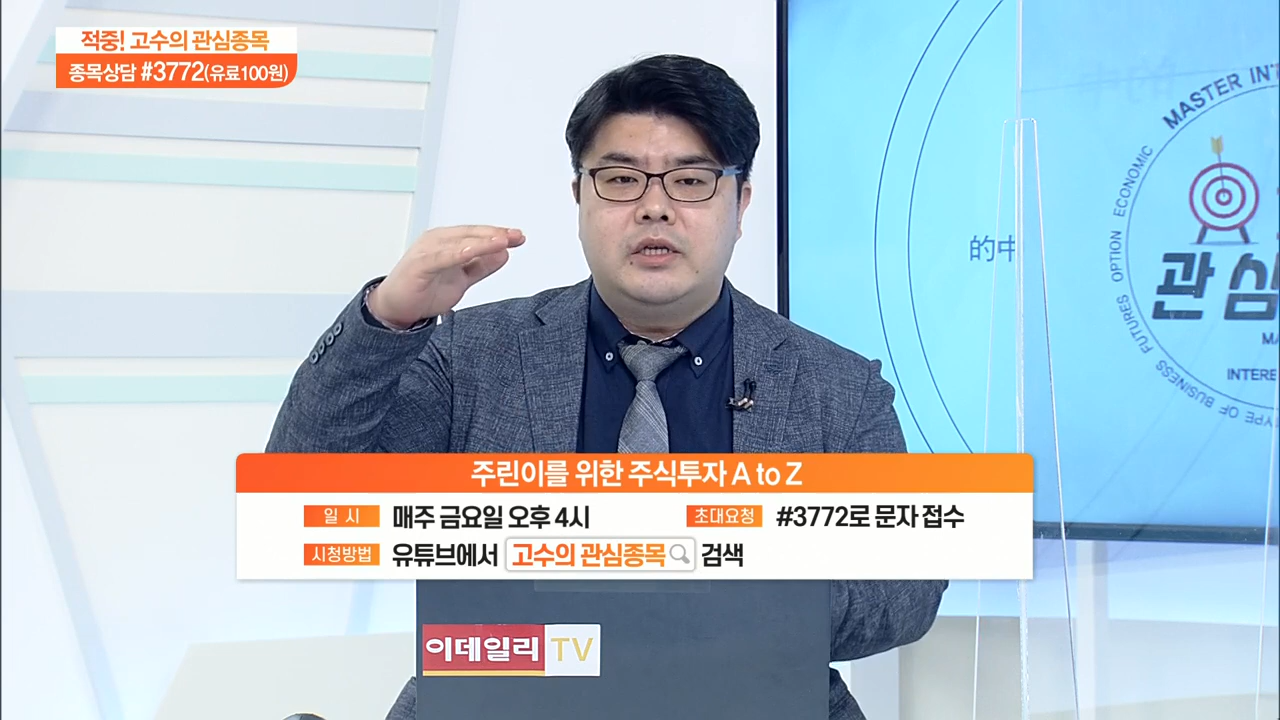 적중! 고수의 관심종목
종목상담 #3772(유료100원)
MASTER INT
ECONOMIC
OPTION
FUTURES
BUSINESS
TYPE OF
的中
관심
INTERE
주린이를 위한 주식투자 A to Z
일 시 매주 금요일 오후 4시 초대요청 #3772로 문자 접수
시청방법 유튜브에서 고수의 관심종목 검색
이데일리 TV